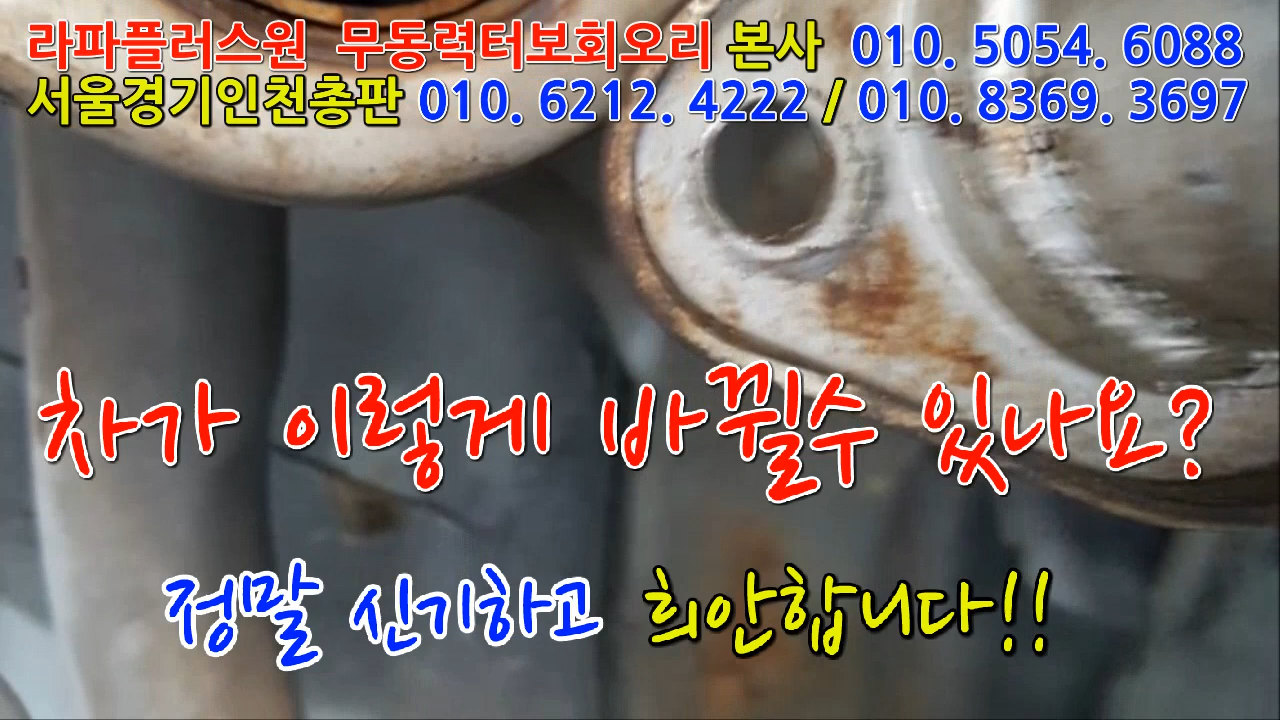 라파플러스원 무동력터보회오리 본사 010. 5054. 6088
서울경기인천총판 010. 6212. 4222 / 010. 8369. 3697
차가 이렇게 바뀔수 있나요?
정말 신기하고 희안합니다!!